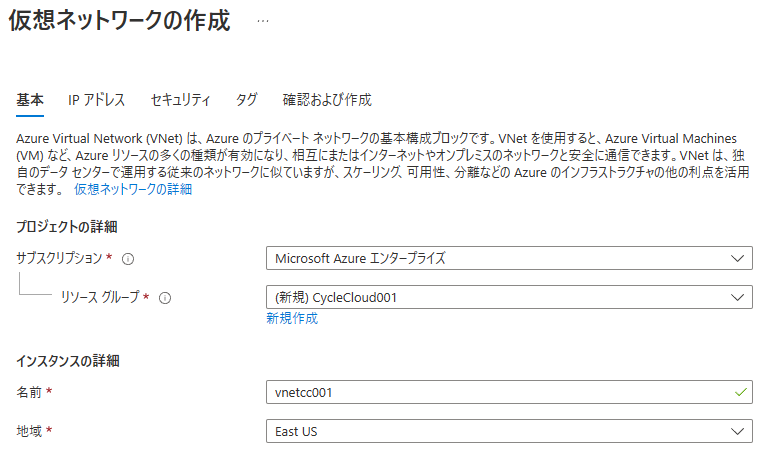 仮想ネットワークの作成 …
基本 IP アドレス セキュリティ タグ 確認および作成
Azure Virtual Network (VNet) は、Azure のプライベート ネットワークの基本構成ブロックです。VNet を使用すると、Azure Virtual Machines
(VM) など、Azure リソースの多くの種類が有効になり、相互にまたはインターネットやオンプレミスのネットワークと安全に通信できます。VNet は、独
自のデータ センターで運用する従来のネットワークに似ていますが、スケーリング、可用性、分離などの Azure のインフラストラクチャの他の利点を活用
できます。 仮想ネットワークの詳細
プロジェクトの詳細
サブスクリプション * Microsoft Azure エンタープライズ
リソース グループ * (新規) CycleCloud001
新規作成
インスタンスの詳細
名前 * vnetcc001
地域 * East US